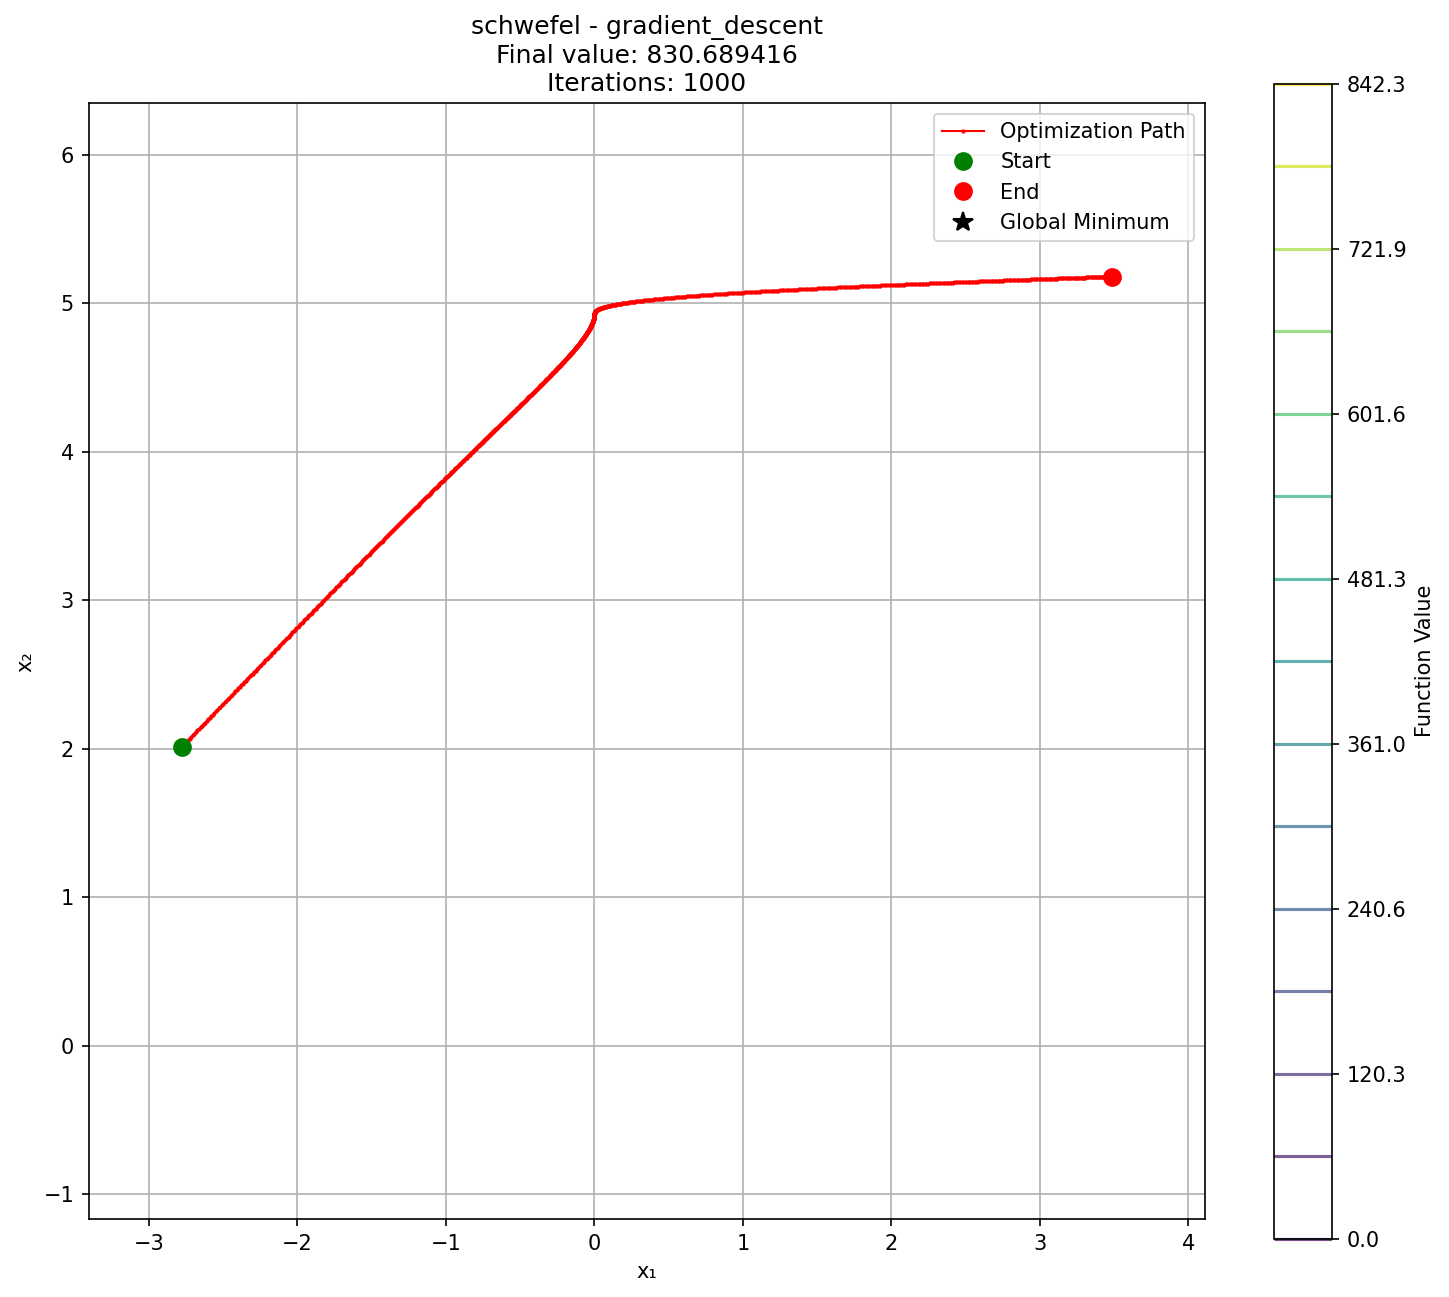 schwefel - gradient_descent
Final value: 830.689416
Iterations: 1000
Optimization Path
Start
End
Global Minimum
6
5
4
3
2
1
0
−1
x₂
−3
−2
−1
0
1
2
3
4
x₁
842.3
721.9
601.6
481.3
361.0
240.6
120.3
0.0
Function Value